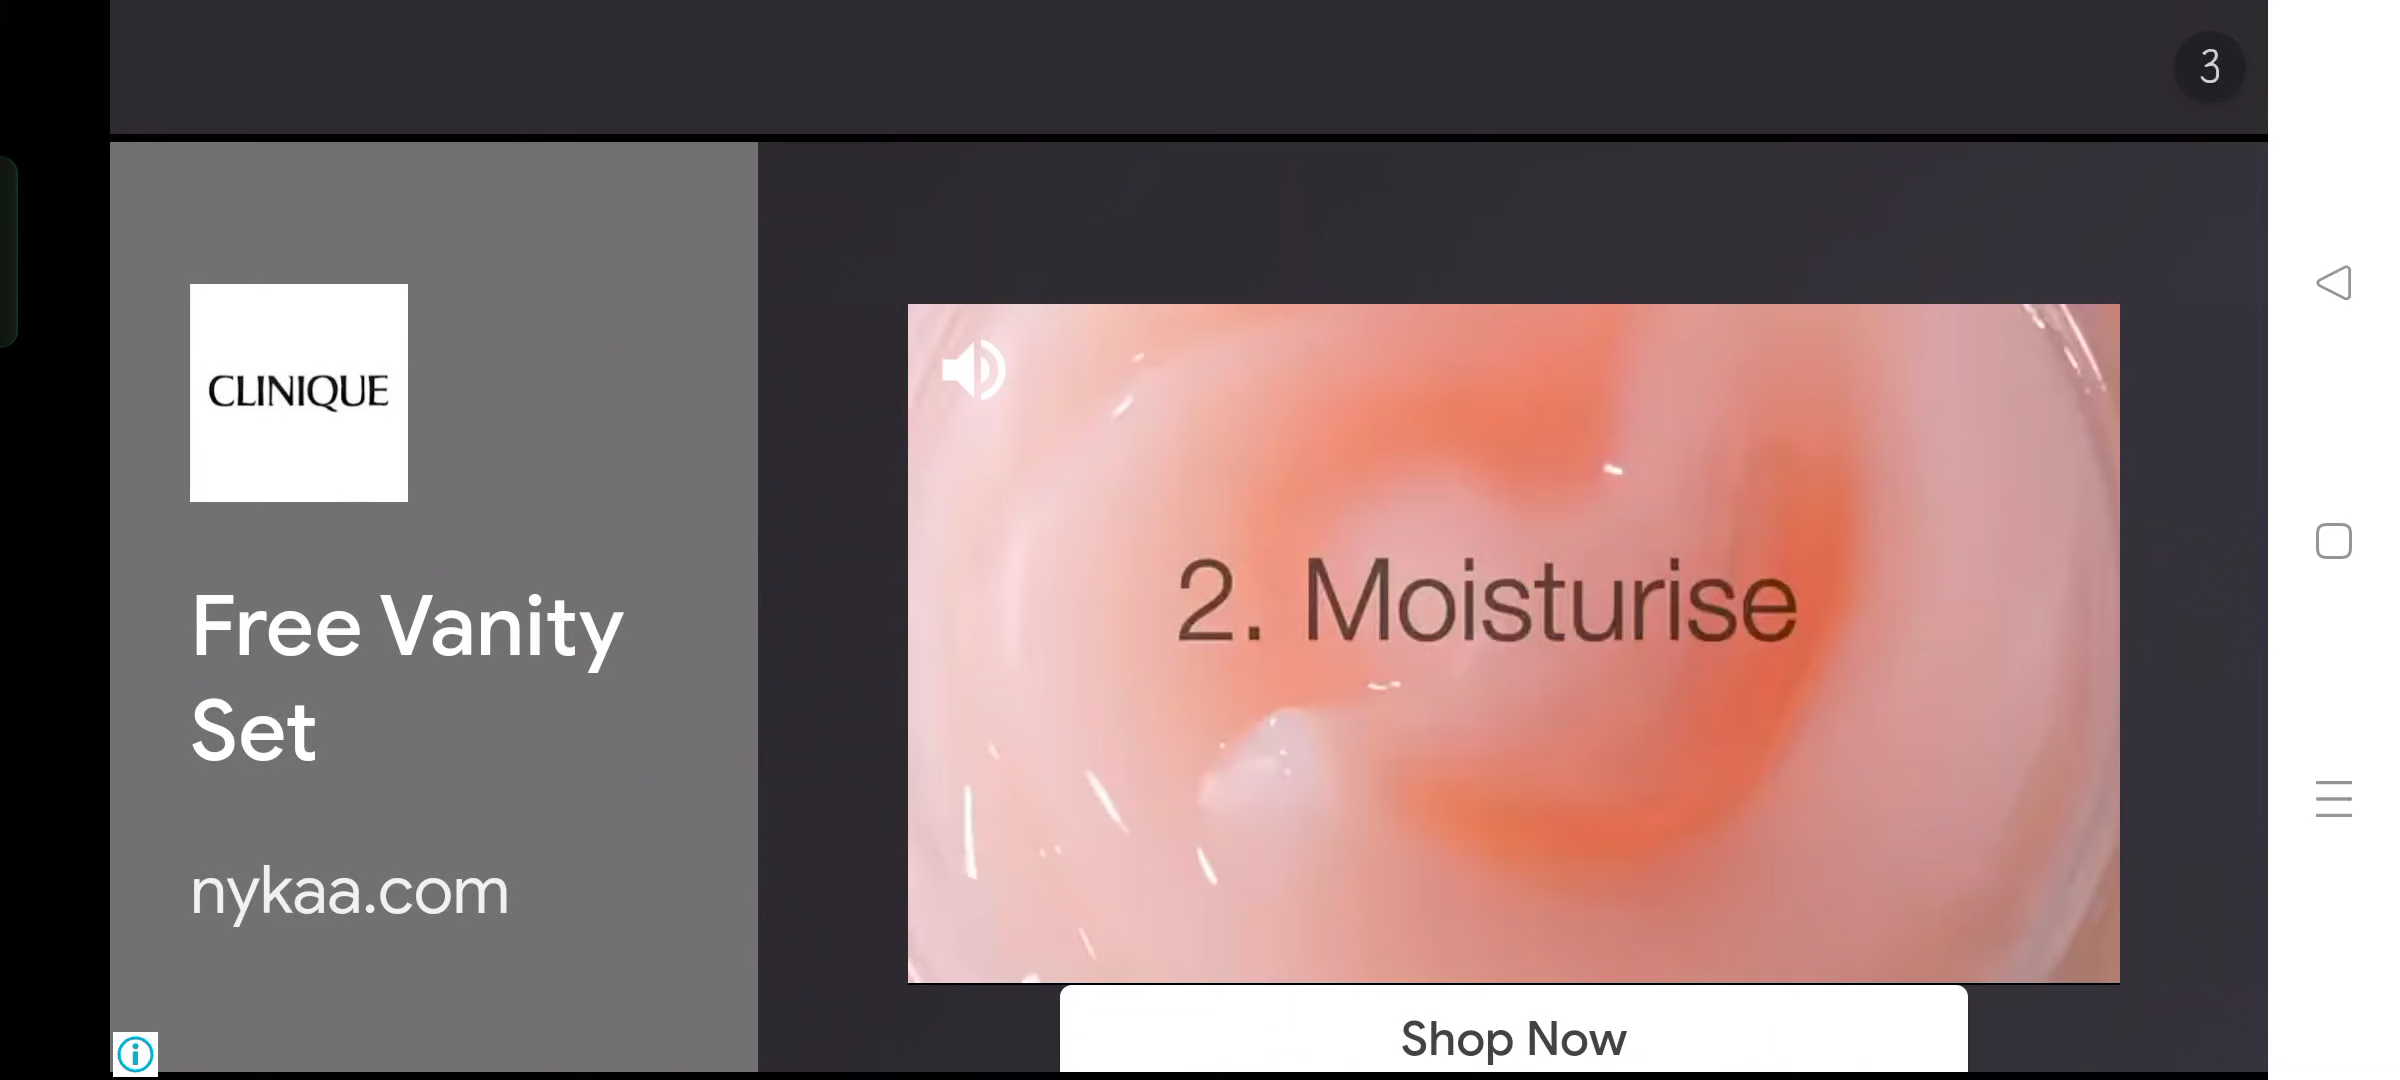 3
CLINIQUE
Free Vanity
Set
nykaa.com
2. Moisturise
Shop Now